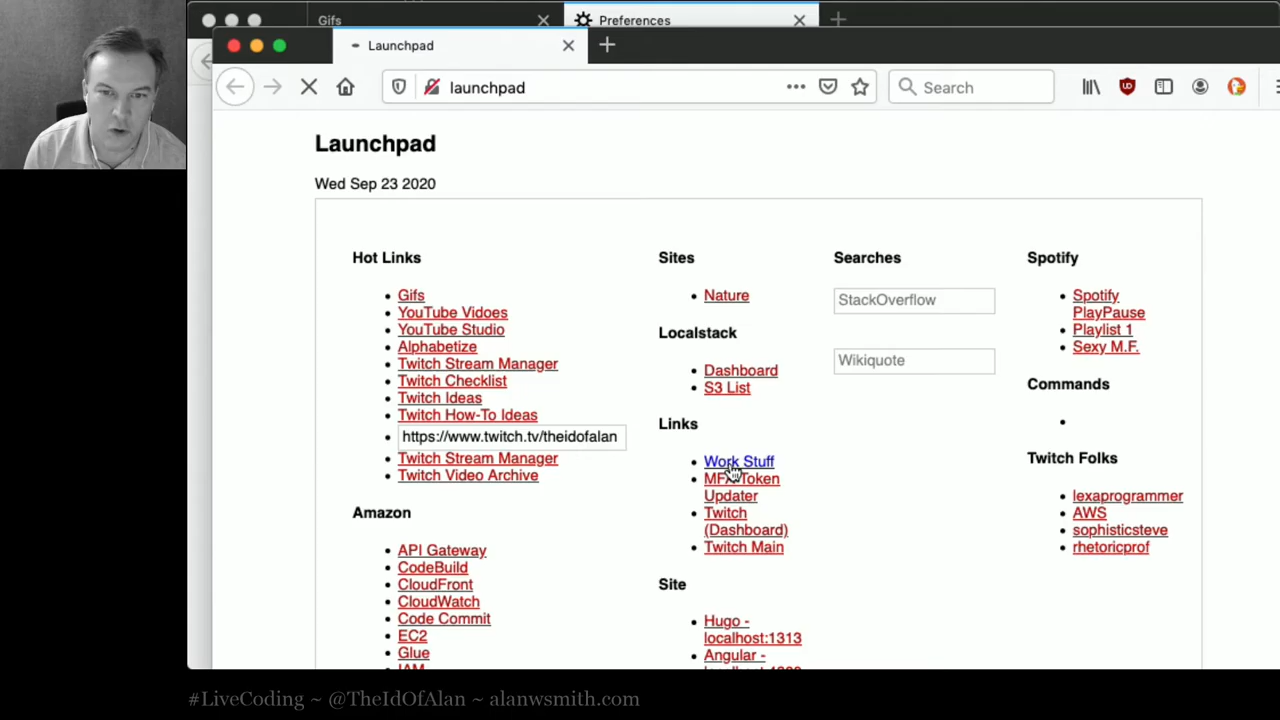 Gifs
Preferences
Launchpad
launchpad
Search
Launchpad
Wed Sep 23 2020
Hot Links
Gifs
YouTube Vidoes
YouTube Studio
Alphabetize
Twitch Stream Manager
Twitch Checklist
Twitch Ideas
Twitch How-To Ideas
https://www.twitch.tv/theidofalan
Twitch Stream Manager
Twitch Video Archive
Amazon
API Gateway
CodeBuild
CloudFront
CloudWatch
Code Commit
EC2
Glue
IAM
Sites
Nature
Localstack
Dashboard
S3 List
Links
Work Stuff
MFA Token
Updater
Twitch
(Dashboard)
Twitch Main
Site
Hugo -
localhost:1313
Angular -
Searches
StackOverflow
Wikiquote
Spotify
Spotify
PlayPause
Playlist 1
Sexy M.F.
Commands
Twitch Folks
lexaprogrammer
AWS
sophisticsteve
rhetoricprof
#LiveCoding ~ @TheIdOfAlan ~ alanwsmith.com